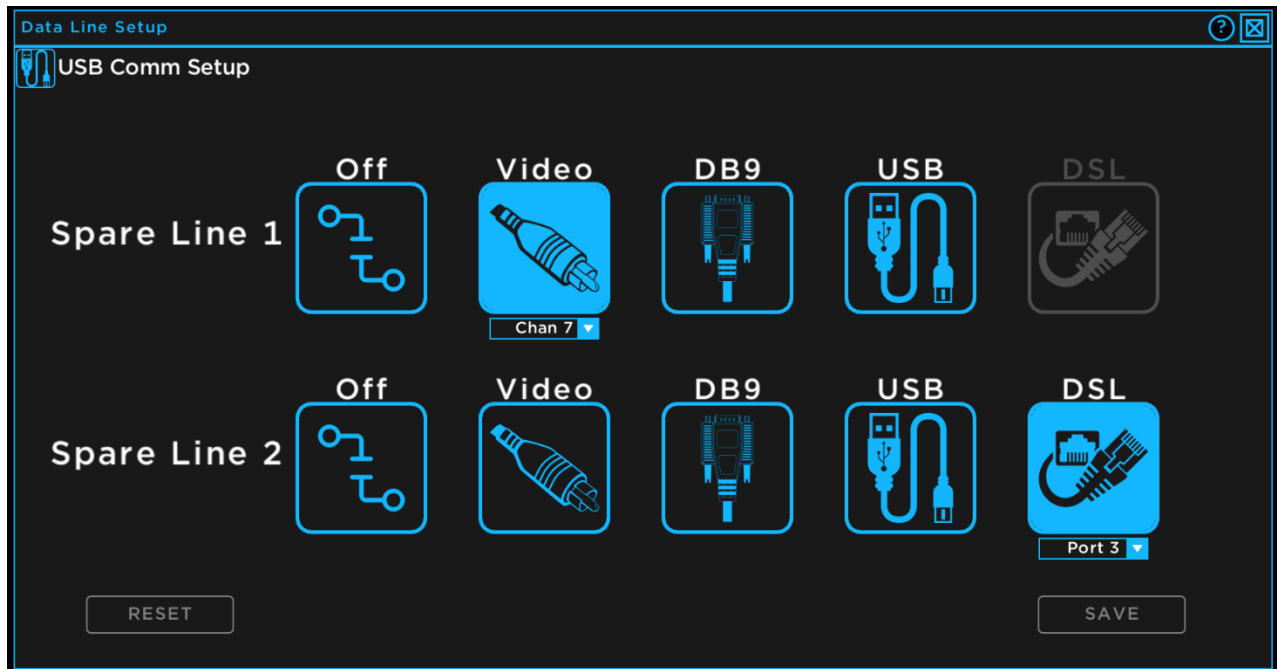 Data Line Setup
?
USB Comm Setup
Off Video DB9 USB DSL
Spare Line 1
Chan 7
Off Video DB9 USB DSL
Spare Line 2
Port 3
RESET SAVE